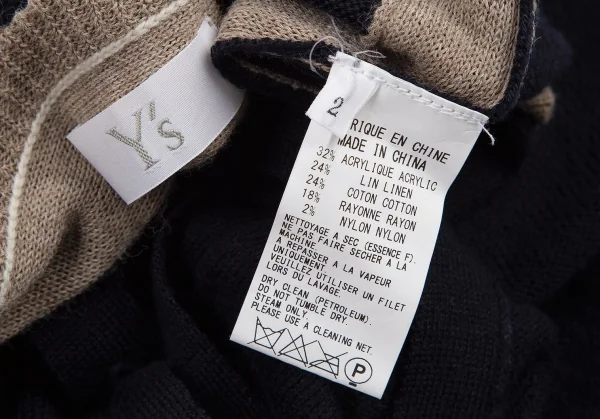 Y's
2
RIQUE EN CHINE
MADE IN CHINA
32% ACRYLIQUE ACRYLIC
24% LIN LINEN
24% COTON COTTON
18% RAYONNE RAYON
2% NYLON NYLON
NETTOYAGE A SEC (ESSENCE F).
NE PAS FAIRE SECHER A LA
MACHINE.
A REPASSER A LA VAPEUR
UNIQUEMENT.
VEUILLEZ UTILISER UN FILET
LORS DU LAVAGE.
DRY CLEAN (PETROLEUM).
DO NOT TUMBLE DRY.
STEAM ONLY.
PLEASE USE A CLEANING NET.
P